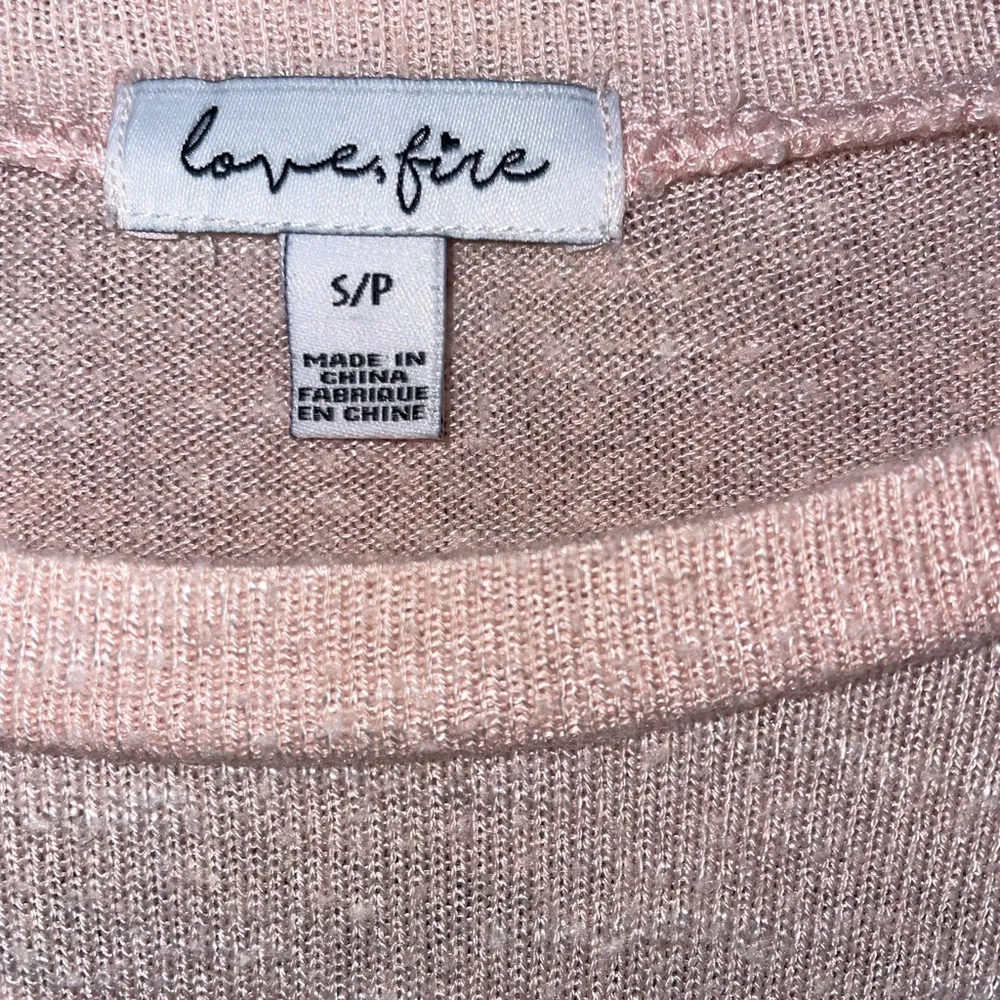 love, fire
S/P
MADE IN
CHINA
FABRIQUE
EN CHINE